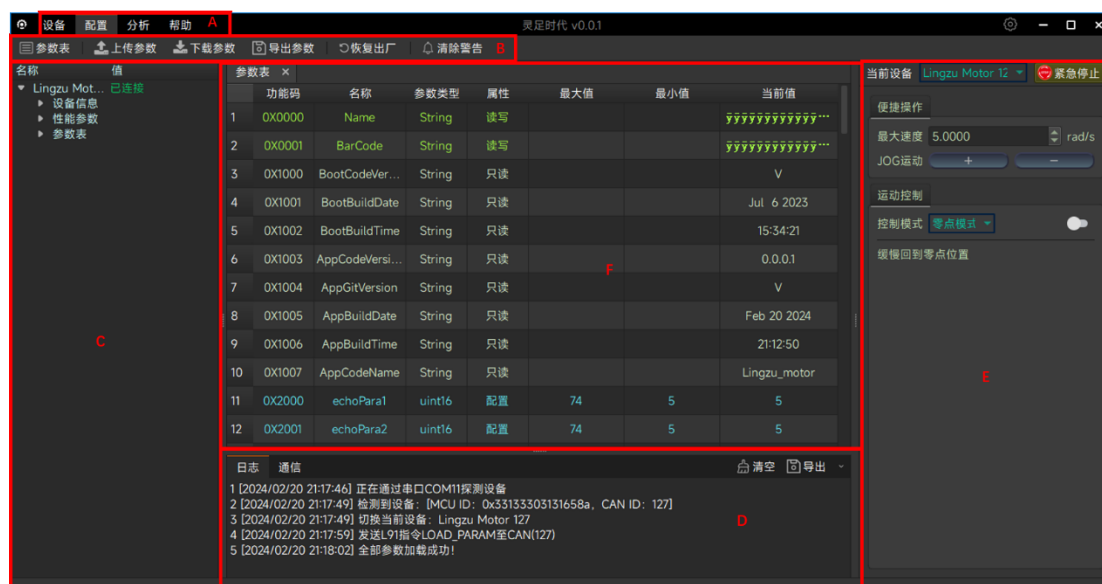 设备 配置 分析 帮助 A 灵足时代 v0.0.1
参数表 上传参数 下载参数 导出参数 恢复出厂 清除警告 B
名称 值
Lingzu Mot... 已连接
设备信息
性能参数
参数表
C
参数表 ×
功能码 名称 参数类型 属性 最大值 最小值 当前值
1 0X0000 Name String 读写 ÿÿÿÿÿÿÿÿÿÿÿÿ...
2 0X0001 BarCode String 读写 ÿÿÿÿÿÿÿÿÿÿÿÿ...
3 0X1000 BootCodeVer... String 只读 V
4 0X1001 BootBuildDate String 只读 Jul 6 2023
5 0X1002 BootBuildTime String 只读 15:34:21
6 0X1003 AppCodeVersi... String 只读 0.0.0.1
F
7 0X1004 AppGitVersion String 只读 V
8 0X1005 AppBuildDate String 只读 Feb 20 2024
9 0X1006 AppBuildTime String 只读 21:12:50
10 0X1007 AppCodeName String 只读 Lingzu_motor
11 0X2000 echoPara1 uint16 配置 74 5 5
12 0X2001 echoPara2 uint16 配置 74 5 5
日志 通信 清空 导出
1 [2024/02/20 21:17:46] 正在通过串口COM11探测设备
2 [2024/02/20 21:17:49] 检测到设备：[MCU ID：0x33133303131658a，CAN ID：127]
3 [2024/02/20 21:17:49] 切换当前设备：Lingzu Motor 127
4 [2024/02/20 21:17:59] 发送L91指令LOAD_PARAM至CAN(127)
5 [2024/02/20 21:18:02] 全部参数加载成功！
D
当前设备 Lingzu Motor 12 紧急停止
便捷操作
最大速度 5.0000 rad/s
JOG运动 + −
运动控制
控制模式 零点模式
缓慢回到零点位置
E